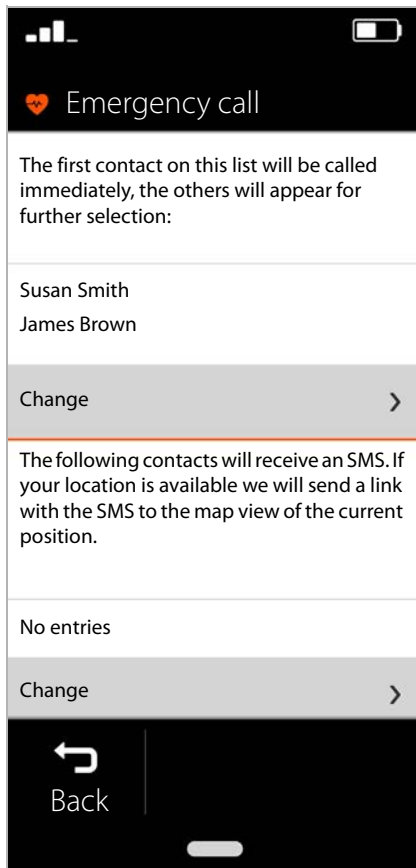 Emergency call
The first contact on this list will be called
immediately, the others will appear for
further selection:
Susan Smith
James Brown
Change
The following contacts will receive an SMS. If
your location is available we will send a link
with the SMS to the map view of the current
position.
No entries
Change
Back